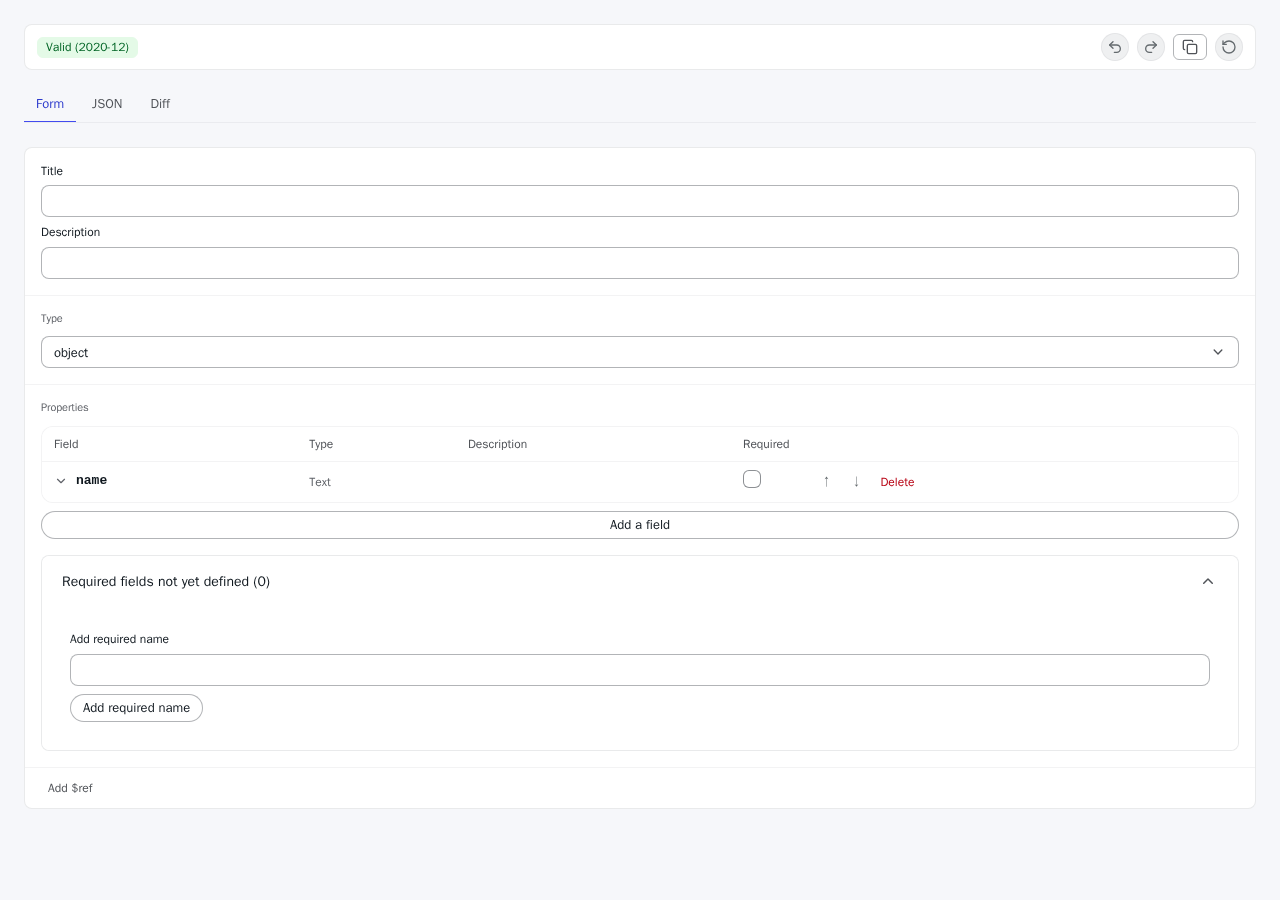 Valid (2020-12)
Form JSON Diff
Title
Description
Type
object
Properties
Field Type Description Required
name Text ↑ ↓ Delete
Add a field
Required fields not yet defined (0)
Add required name
Add required name
Add $ref